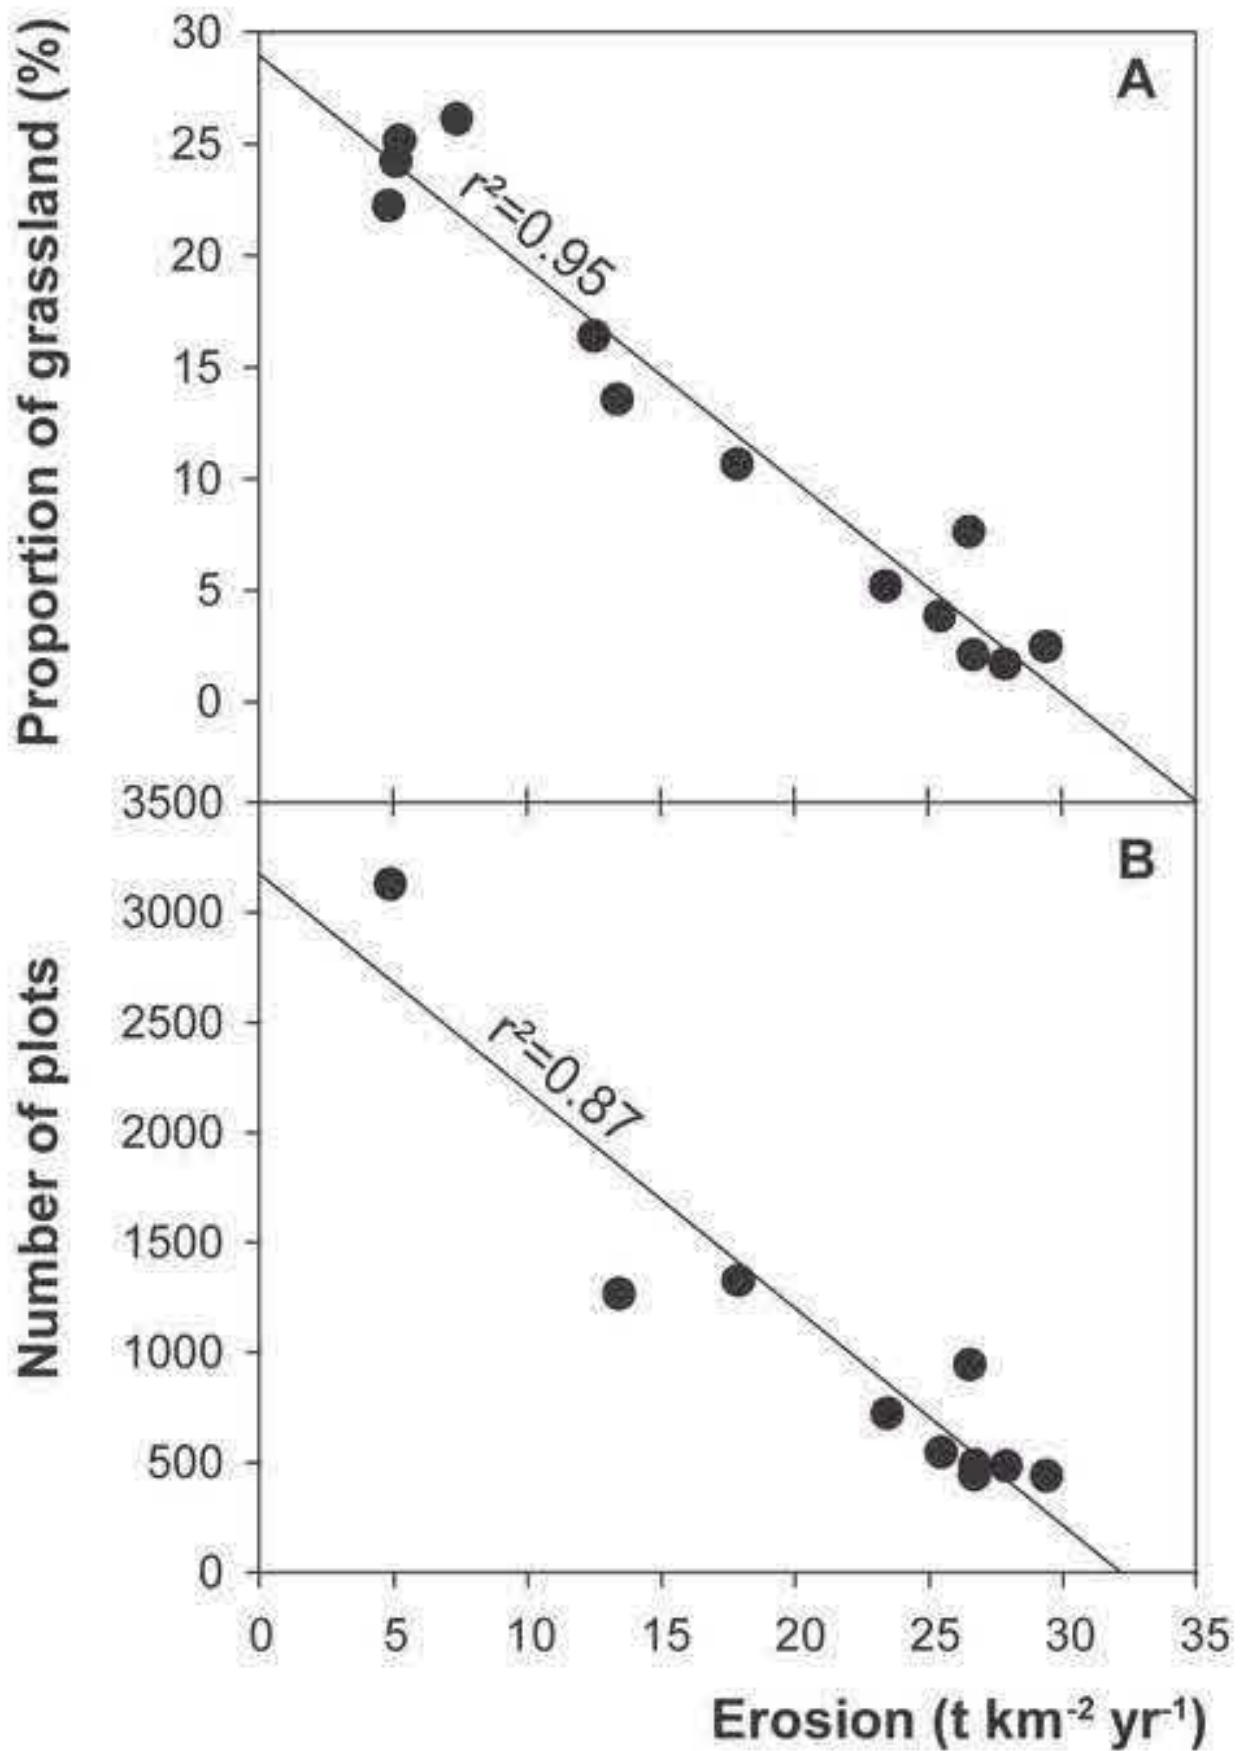 Proportion of grassland (%)
30
25
20
15
10
5
0
A
r²=0.95
Number of plots
3500
3000
2500
2000
1500
1000
500
0
B
r²=0.87
0 5 10 15 20 25 30 35
Erosion (t km⁻² yr⁻¹)